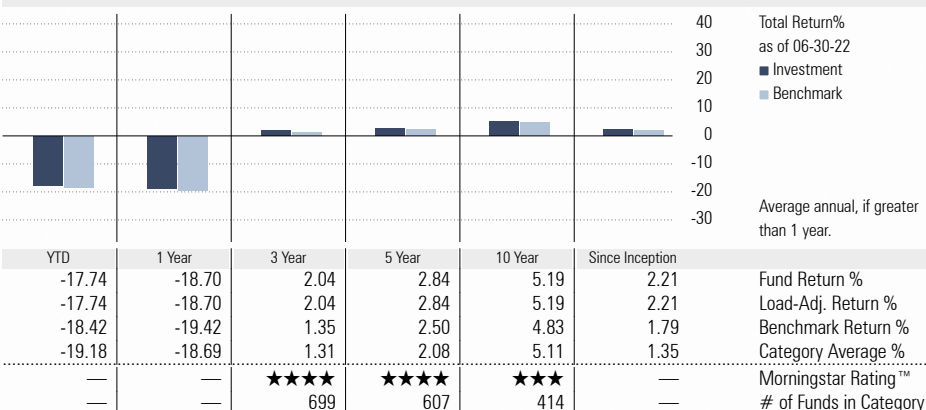 40
30
20
10
0
-10
-20
-30
Total Return%
as of 06-30-22
Investment
Benchmark
Average annual, if greater
than 1 year.
YTD 1 Year 3 Year 5 Year 10 Year Since Inception
-17.74 -18.70 2.04 2.84 5.19 2.21 Fund Return %
-17.74 -18.70 2.04 2.84 5.19 2.21 Load-Adj. Return %
-18.42 -19.42 1.35 2.50 4.83 1.79 Benchmark Return %
-19.18 -18.69 1.31 2.08 5.11 1.35 Category Average %
— — ★★★★ ★★★★ ★★★ — Morningstar Rating™
— — 699 607 414 — # of Funds in Category